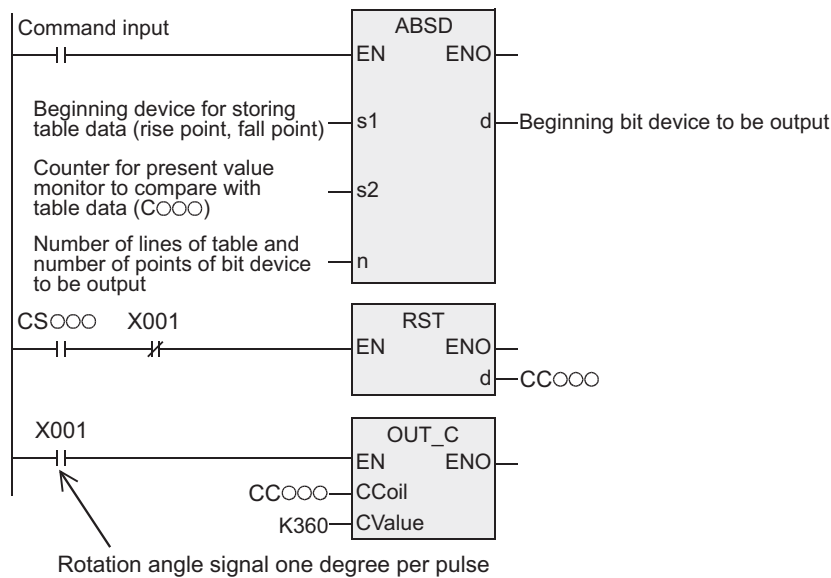 Command input
ABSD
EN ENO
Beginning device for storing
table data (rise point, fall point)
s1
d
Beginning bit device to be output
Counter for present value
monitor to compare with
table data (C○○○)
s2
Number of lines of table and
number of points of bit device
to be output
n
CS○○○ X001
RST
EN ENO
d
CC○○○
X001
OUT_C
EN ENO
CC○○○ CCoil
K360 CValue
Rotation angle signal one degree per pulse